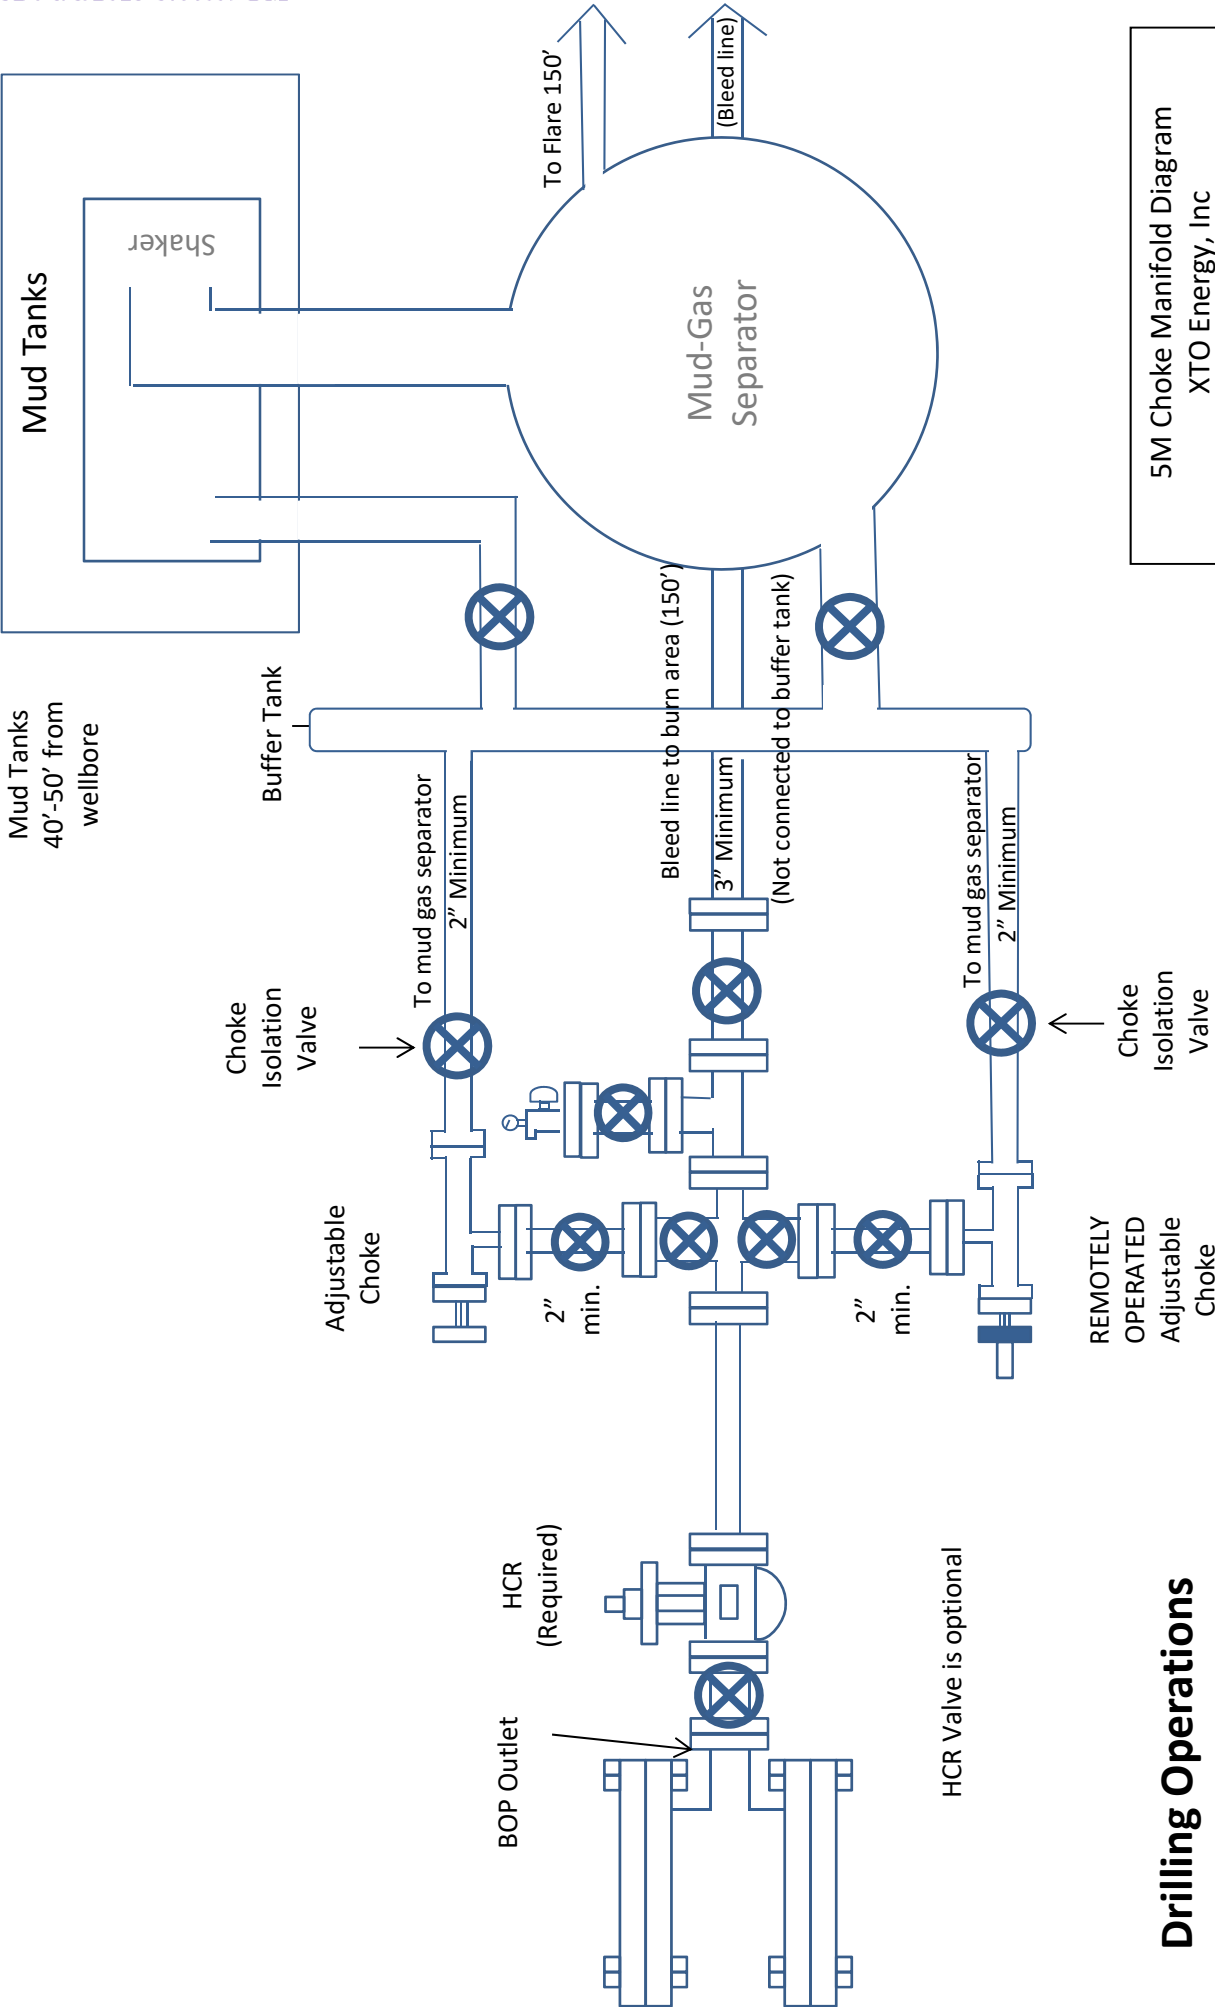 Mud Tanks
40’-50’ from
wellbore
Mud Tanks
Shaker
Choke
Isolation
Valve
Buffer Tank
Adjustable
Choke
To mud gas separator
2” Minimum
BOP Outlet
HCR
(Required)
2”
min.
To Flare 150’
Bleed line to burn area (150’)
3” Minimum
(Not connected to buffer tank)
Mud-Gas
Separator
(Bleed line)
2”
min.
HCR Valve is optional
To mud gas separator
2” Minimum
REMOTELY
OPERATED
Adjustable
Choke
Choke
Isolation
Valve
Drilling Operations
5M Choke Manifold Diagram
XTO Energy, Inc